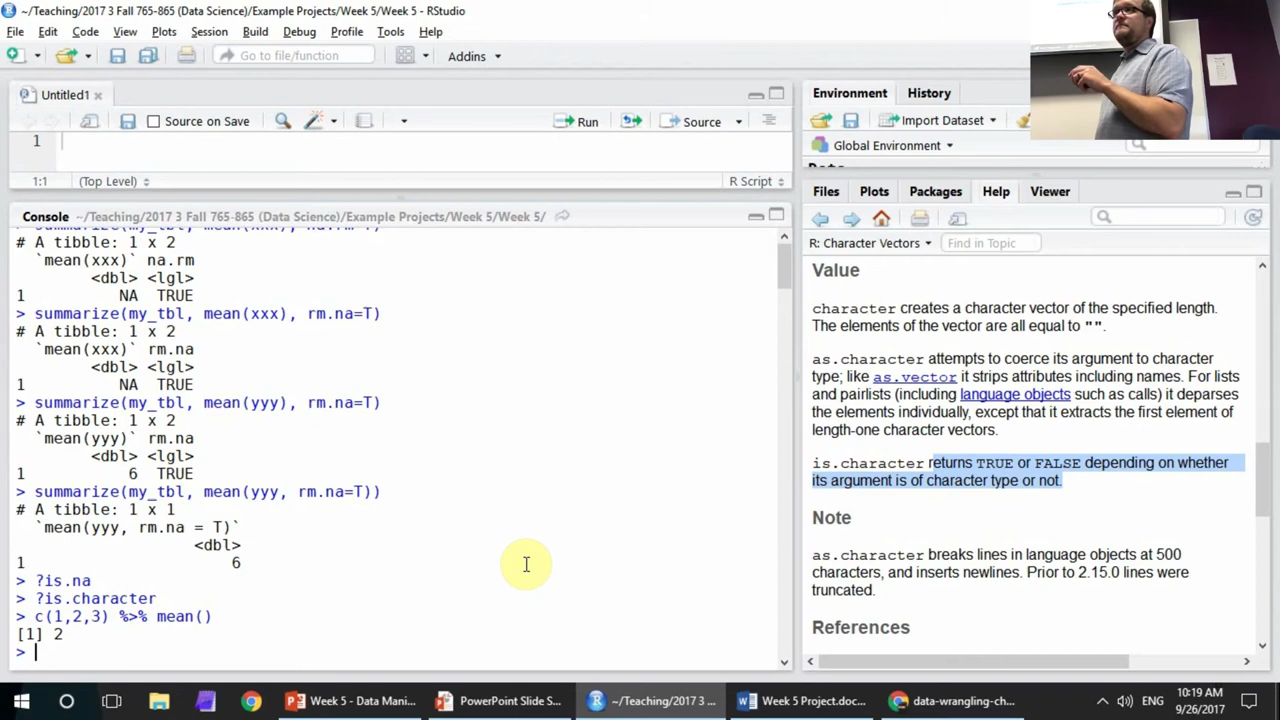 ~/Teaching/2017 3 Fall 765-865 (Data Science)/Example Projects/Week 5/Week 5 - RStudio
File Edit Code View Plots Session Build Debug Profile Tools Help
Go to file/function Addins
Untitled1
Source on Save Run Source
1
1:1 (Top Level) R Script
Console ~/Teaching/2017 3 Fall 765-865 (Data Science)/Example Projects/Week 5/Week 5/
> summarize(my_tbl, mean(xxx), na.rm=T)
# A tibble: 1 x 2
`mean(xxx)` na.rm
<dbl> <lgl>
1 NA TRUE
> summarize(my_tbl, mean(xxx), rm.na=T)
# A tibble: 1 x 2
`mean(xxx)` rm.na
<dbl> <lgl>
1 NA TRUE
> summarize(my_tbl, mean(yyy), rm.na=T)
# A tibble: 1 x 2
`mean(yyy)` rm.na
<dbl> <lgl>
1 6 TRUE
> summarize(my_tbl, mean(yyy, rm.na=T))
# A tibble: 1 x 1
`mean(yyy, rm.na = T)`
<dbl>
1 6
> ?is.na
> ?is.character
> c(1,2,3) %>% mean()
[1] 2
>
Environment History
Import Dataset
Global Environment
Files Plots Packages Help Viewer
R: Character Vectors Find in Topic
Value
character creates a character vector of the specified length.
The elements of the vector are all equal to "".
as.character attempts to coerce its argument to character
type; like as.vector it strips attributes including names. For lists
and pairlists (including language objects such as calls) it deparses
the elements individually, except that it extracts the first element of
length-one character vectors.
is.character returns TRUE or FALSE depending on whether
its argument is of character type or not.
Note
as.character breaks lines in language objects at 500
characters, and inserts newlines. Prior to 2.15.0 lines were
truncated.
References
Week 5 - Data Mani... PowerPoint Slide S... ~/Teaching/2017 3 ... Week 5 Project.doc... data-wrangling-ch... ENG 10:19 AM
9/26/2017